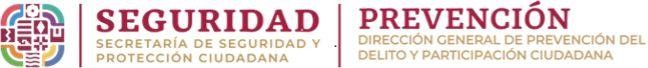 SEGURIDAD
SECRETARÍA DE SEGURIDAD Y
PROTECCIÓN CIUDADANA
.
PREVENCIÓN
DIRECCIÓN GENERAL DE PREVENCIÓN DEL
DELITO Y PARTICIPACIÓN CIUDADANA